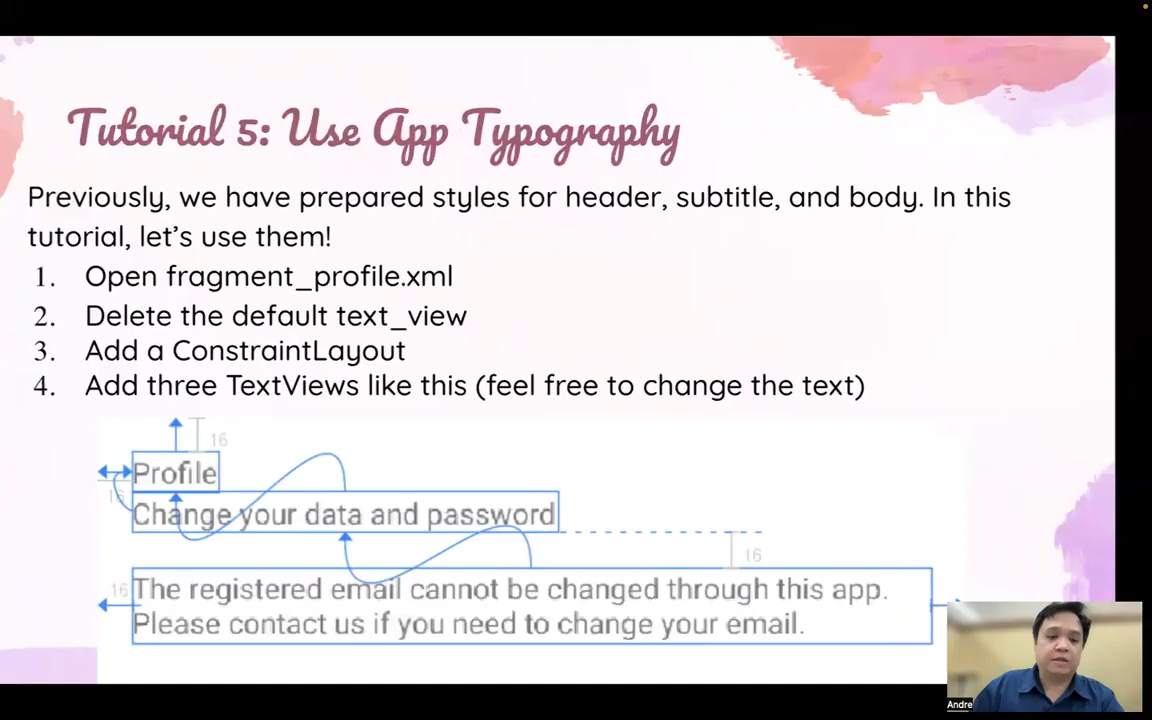 Tutorial 5: Use App Typography
Previously, we have prepared styles for header, subtitle, and body. In this
tutorial, let's use them!
1. Open fragment_profile.xml
2. Delete the default text_view
3. Add a ConstraintLayout
4. Add three TextViews like this (feel free to change the text)
16
Profile
16
Change your data and password
16
16
The registered email cannot be changed through this app.
Please contact us if you need to change your email.
Andre